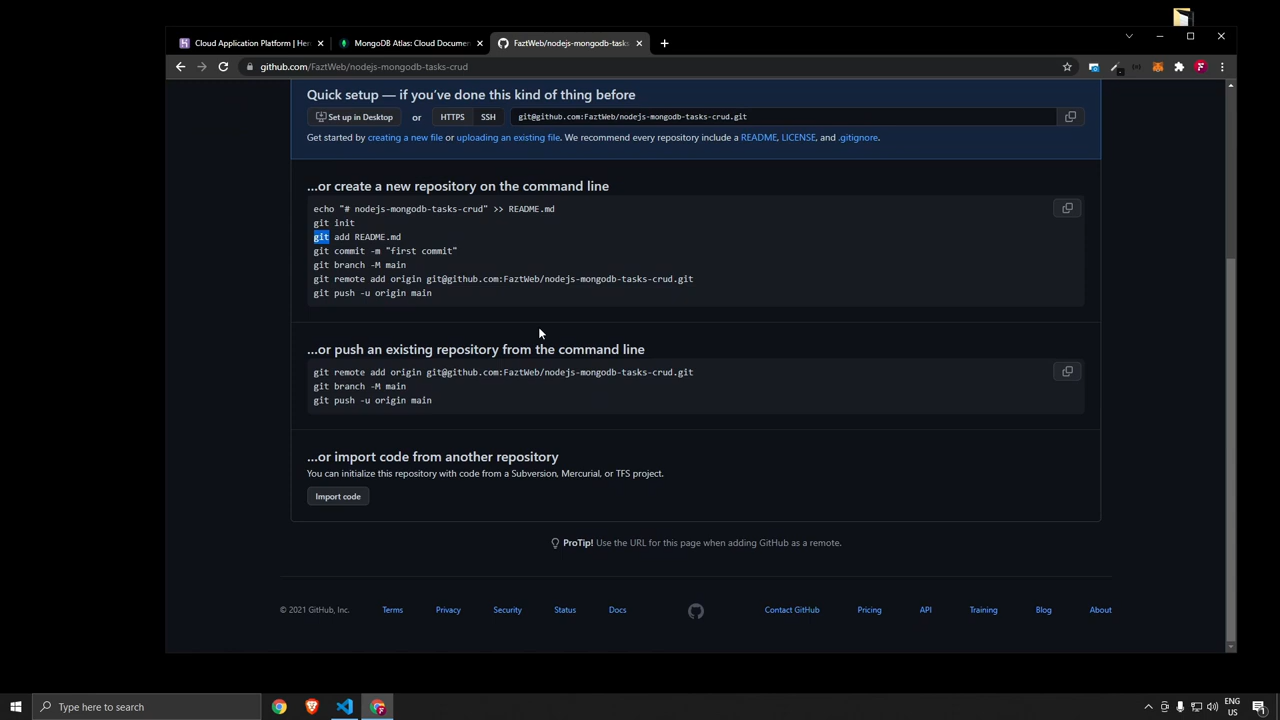 Cloud Application Platform | Her
MongoDB Atlas: Cloud Documen
FaztWeb/nodejs-mongodb-tasks-
github.com/FaztWeb/nodejs-mongodb-tasks-crud
Quick setup — if you've done this kind of thing before
Set up in Desktop or HTTPS SSH git@github.com:FaztWeb/nodejs-mongodb-tasks-crud.git
Get started by creating a new file or uploading an existing file. We recommend every repository include a README, LICENSE, and .gitignore.
...or create a new repository on the command line
echo "# nodejs-mongodb-tasks-crud" >> README.md
git init
git add README.md
git commit -m "first commit"
git branch -M main
git remote add origin git@github.com:FaztWeb/nodejs-mongodb-tasks-crud.git
git push -u origin main
...or push an existing repository from the command line
git remote add origin git@github.com:FaztWeb/nodejs-mongodb-tasks-crud.git
git branch -M main
git push -u origin main
...or import code from another repository
You can initialize this repository with code from a Subversion, Mercurial, or TFS project.
Import code
ProTip! Use the URL for this page when adding GitHub as a remote.
© 2021 GitHub, Inc. Terms Privacy Security Status Docs Contact GitHub Pricing API Training Blog About
Type here to search
ENG
US